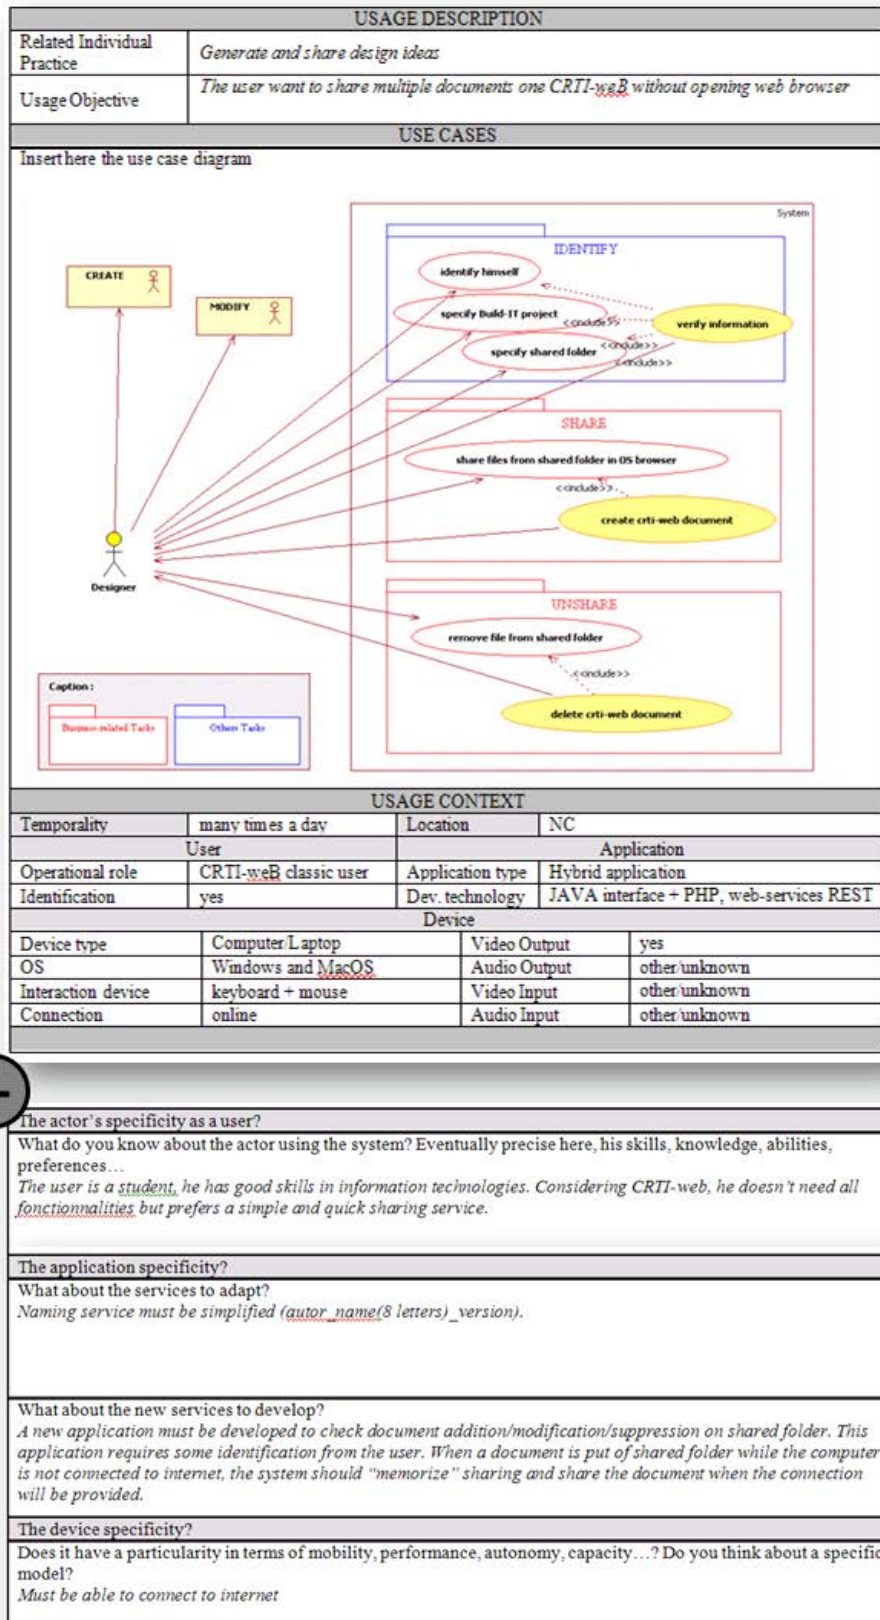 USAGE DESCRIPTION
Related Individual Practice
Generate and share design ideas
Usage Objective
The user want to share multiple documents one CRTI-weB without opening web browser
USE CASES
Insert here the use case diagram
System
CREATE
MODIFY
IDENTIFY
identify himself
specify Build-IT project
<<include>>
verify information
specify shared folder
<<include>>
<<include>>
SHARE
share files from shared folder in OS browser
<<include>>
create crti-web document
Designer
UNSHARE
remove file from shared folder
<<include>>
delete crti-web document
Caption :
Business-related Tasks
Others Tasks
USAGE CONTEXT
Temporality many times a day Location NC
User Application
Operational role CRTI-weB classic user Application type Hybrid application
Identification yes Dev. technology JAVA interface + PHP, web-services REST
Device
Device type Computer/Laptop Video Output yes
OS Windows and MacOS Audio Output other/unknown
Interaction device keyboard + mouse Video Input other/unknown
Connection online Audio Input other/unknown
The actor's specificity as a user?
What do you know about the actor using the system? Eventually precise here, his skills, knowledge, abilities,
preferences…
The user is a student, he has good skills in information technologies. Considering CRTI-web, he doesn't need all
fonctionnalities but prefers a simple and quick sharing service.
The application specificity?
What about the services to adapt?
Naming service must be simplified (autor_name(8 letters)_version).
What about the new services to develop?
A new application must be developed to check document addition/modification/suppression on shared folder. This
application requires some identification from the user. When a document is put of shared folder while the computer
is not connected to internet, the system should "memorize" sharing and share the document when the connection
will be provided.
The device specificity?
Does it have a particularity in terms of mobility, performance, autonomy, capacity…? Do you think about a specific
model?
Must be able to connect to internet